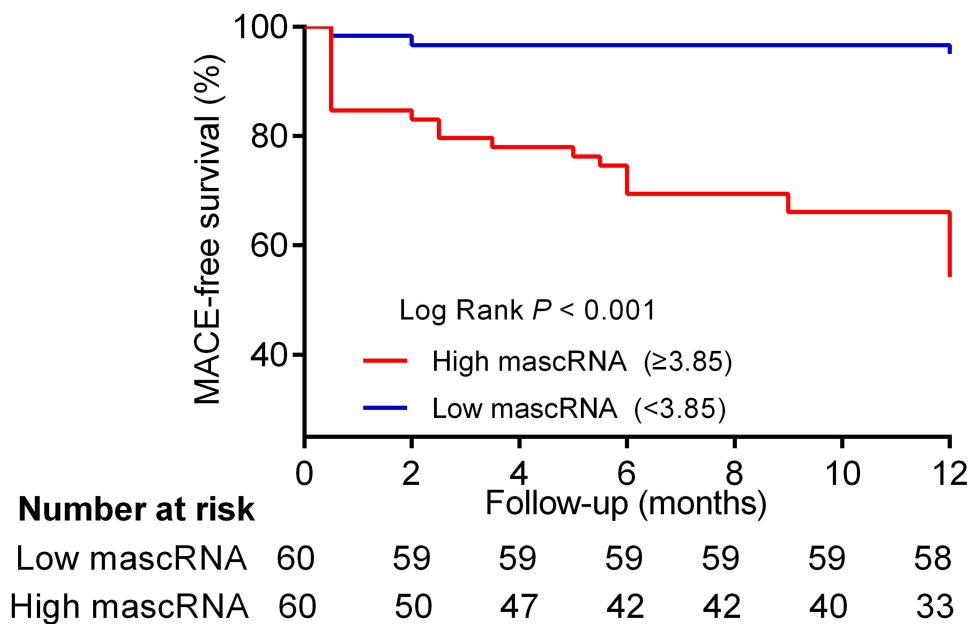 100
80
60
40
MACE-free survival (%)
Log Rank P < 0.001
High mascRNA (≥3.85)
Low mascRNA (<3.85)
0 2 4 6 8 10 12
Follow-up (months)
Number at risk
Low mascRNA 60 59 59 59 59 59 58
High mascRNA 60 50 47 42 42 40 33